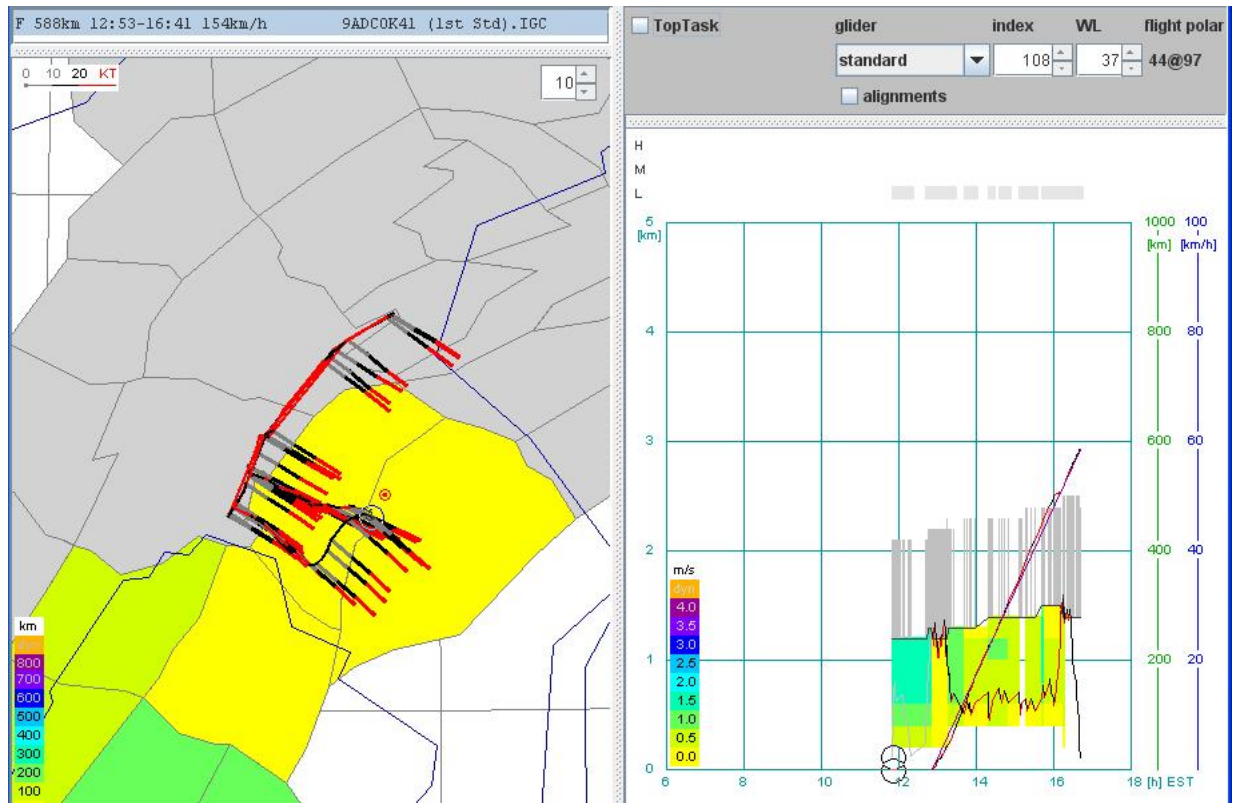 F 588km 12:53-16:41 154km/h 9ADC0K41 (1st Std).IGC
0 10 20 KT
10
km
800
700
600
500
400
300
200
100
TopTask glider index WL flight polar
standard 108 37 44@97
alignments
H
M
L
5 1000 100
[km] [km] [km/h]
4 800 80
3 600 60
2 400 40
1 200 20
0 0 0
m/s
dyn
4.0
3.5
3.0
2.5
2.0
1.5
1.0
0.5
0.0
6 8 10 12 14 16 18 [h] EST